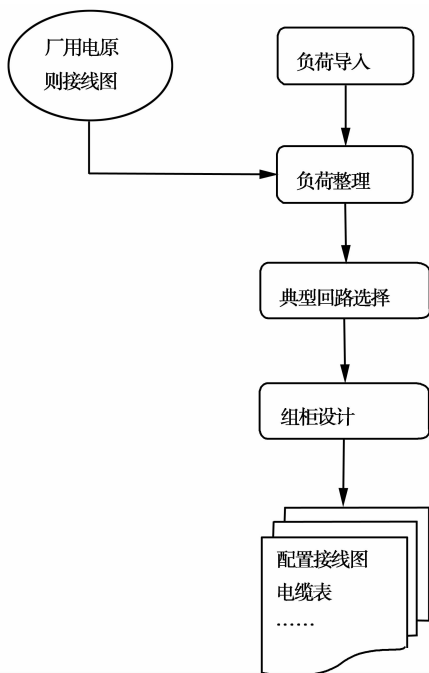 厂用电原
则接线图
负荷导入
负荷整理
典型回路选择
组柜设计
配置接线图
电缆表
……